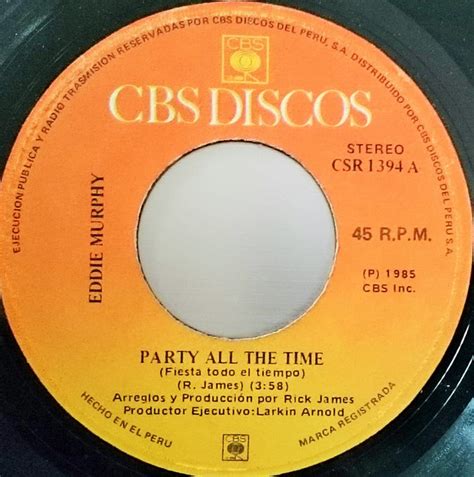 EJECUCION PUBLICA Y RADIO TRASMISION RESERVADAS POR CBS DISCOS DEL PERU, S.A. DISTRIBUIDO POR CBS DISCOS DEL PERU S.A.
CBS
CBS DISCOS
STEREO
CSR 1394 A
EDDIE MURPHY
45 R.P.M.
(P) 1985
CBS Inc.
PARTY ALL THE TIME
(Fiesta todo el tiempo)
(R. James) (3:58)
Arreglos y Producción por Rick James
Productor Ejecutivo:Larkin Arnold
HECHO EN EL PERU
CBS
MARCA REGISTRADA